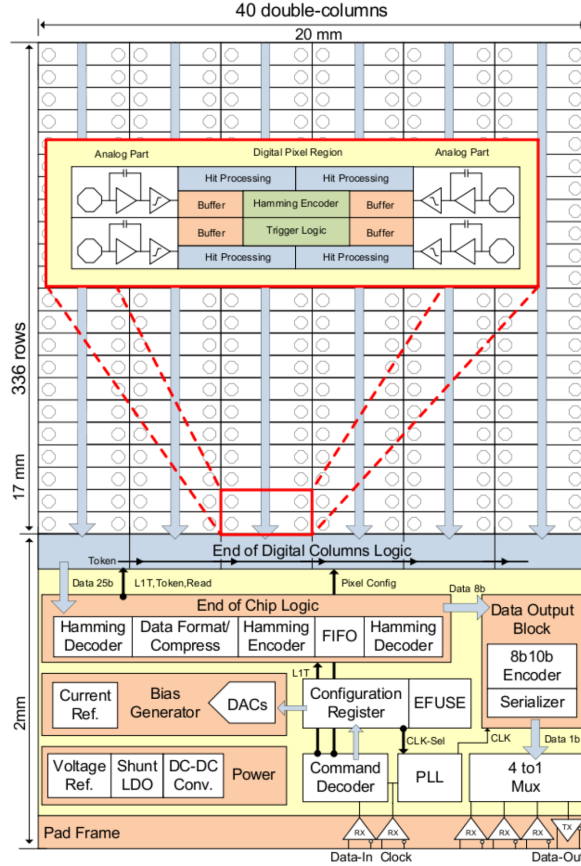 40 double-columns
20 mm
Analog Part
Digital Pixel Region
Analog Part
Hit Processing
Hit Processing
Buffer
Hamming Encoder
Buffer
Buffer
Trigger Logic
Buffer
Hit Processing
Hit Processing
336 rows
17 mm
End of Digital Columns Logic
Token
Data 25b
L1T,Token,Read
Pixel Config
Data 8b
End of Chip Logic
Hamming
Decoder
Data Format/
Compress
Hamming
Encoder
FIFO
Hamming
Decoder
Data Output
Block
8b10b
Encoder
Serializer
2mm
L1T
Current
Ref.
Bias
Generator
DACs
Configuration
Register
EFUSE
CLK-Sel
CLK
Data 1b
Voltage
Ref.
Shunt
LDO
DC-DC
Conv.
Power
Command
Decoder
PLL
4 to1
Mux
Pad Frame
RX
RX
RX
RX
RX
TX
Data-In
Clock